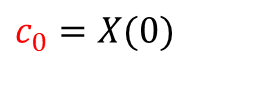 c₀ = X(0)